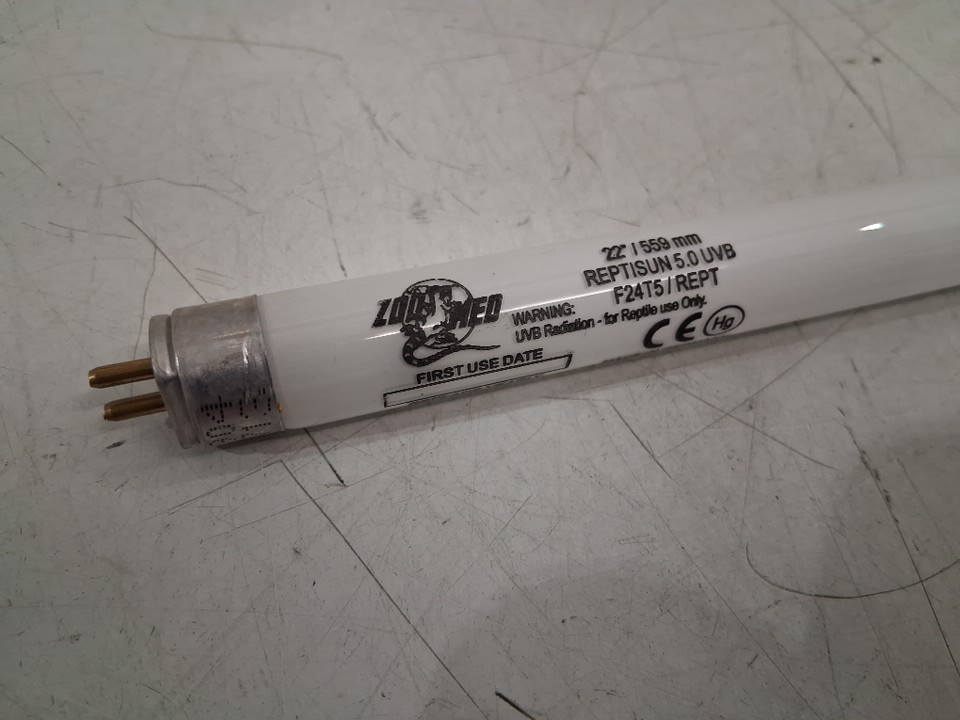 ZOO MED
FIRST USE DATE
22" / 559 mm
REPTISUN 5.0 UVB
F24T5 / REPT
WARNING:
UVB Radiation - for Reptile use Only.
CE Hg